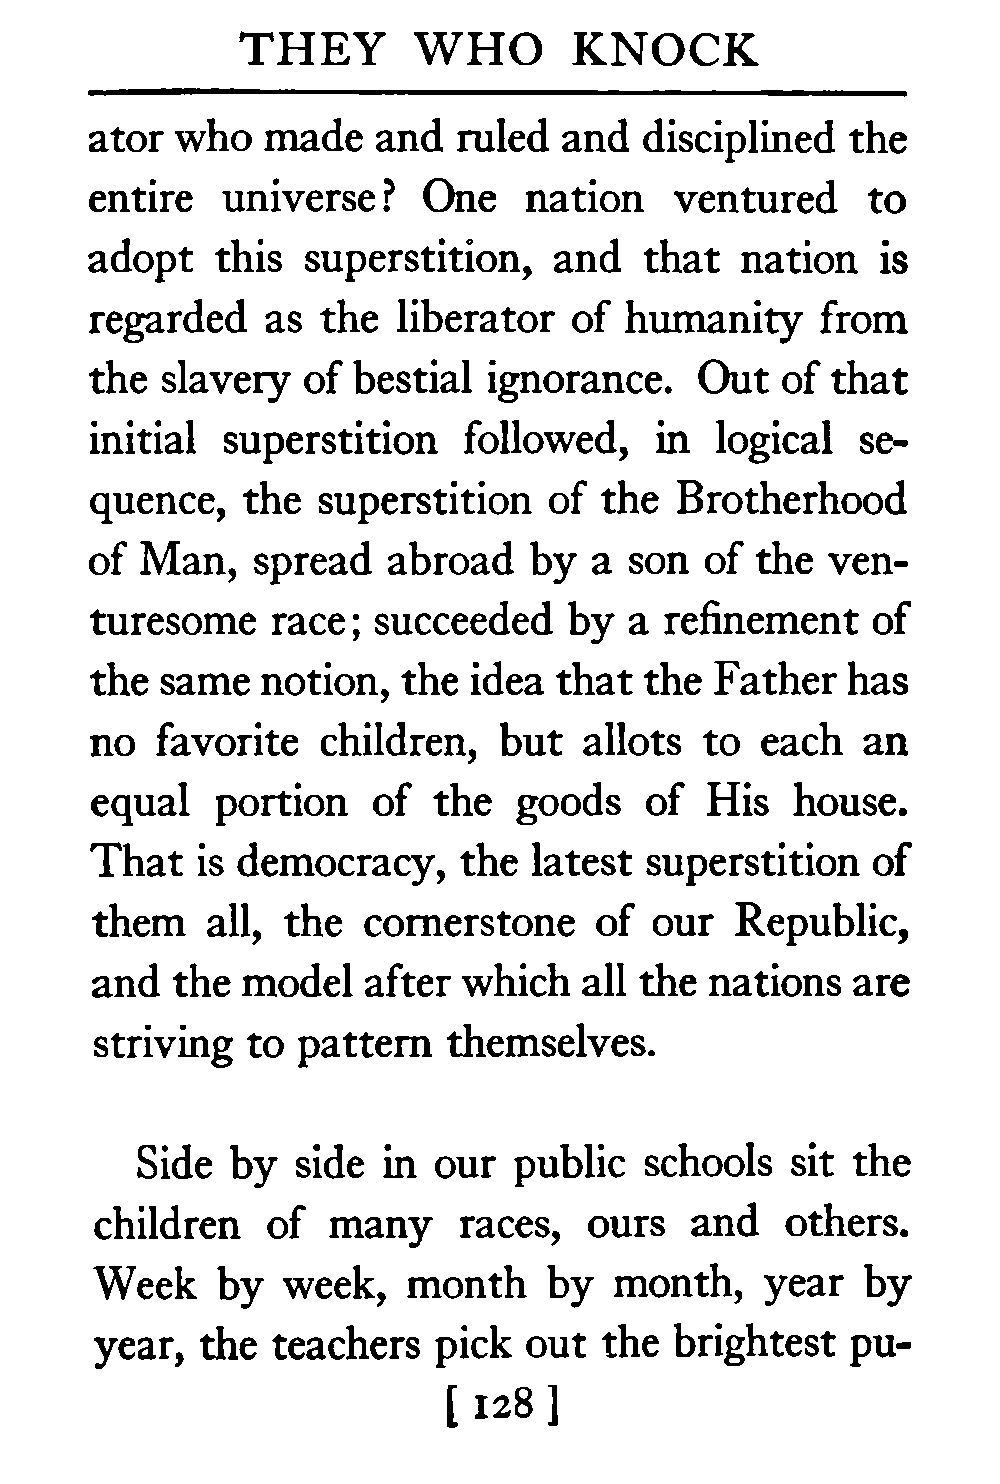 THEY WHO KNOCK
ator who made and ruled and disciplined the
entire universe? One nation ventured to
adopt this superstition, and that nation is
regarded as the liberator of humanity from
the slavery of bestial ignorance. Out of that
initial superstition followed, in logical se-
quence, the superstition of the Brotherhood
of Man, spread abroad by a son of the ven-
turesome race; succeeded by a refinement of
the same notion, the idea that the Father has
no favorite children, but allots to each an
equal portion of the goods of His house.
That is democracy, the latest superstition of
them all, the cornerstone of our Republic,
and the model after which all the nations are
striving to pattern themselves.
Side by side in our public schools sit the
children of many races, ours and others.
Week by week, month by month, year by
year, the teachers pick out the brightest pu-
[ 128 ]